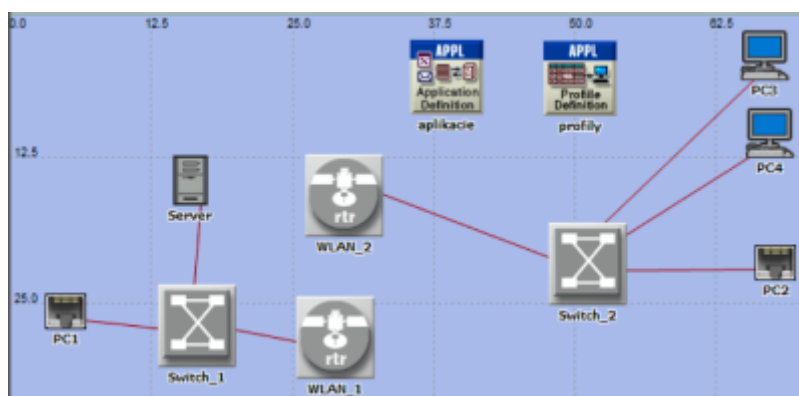 0.0 12.5 25.0 37.5 50.0 62.5
APPL
Application
Definition
aplikacie
APPL
Profile
Definition
profily
PC3
12.5
PC4
Server
rtr
WLAN_2
25.0
PC2
Switch_2
PC1
rtr
Switch_1
WLAN_1